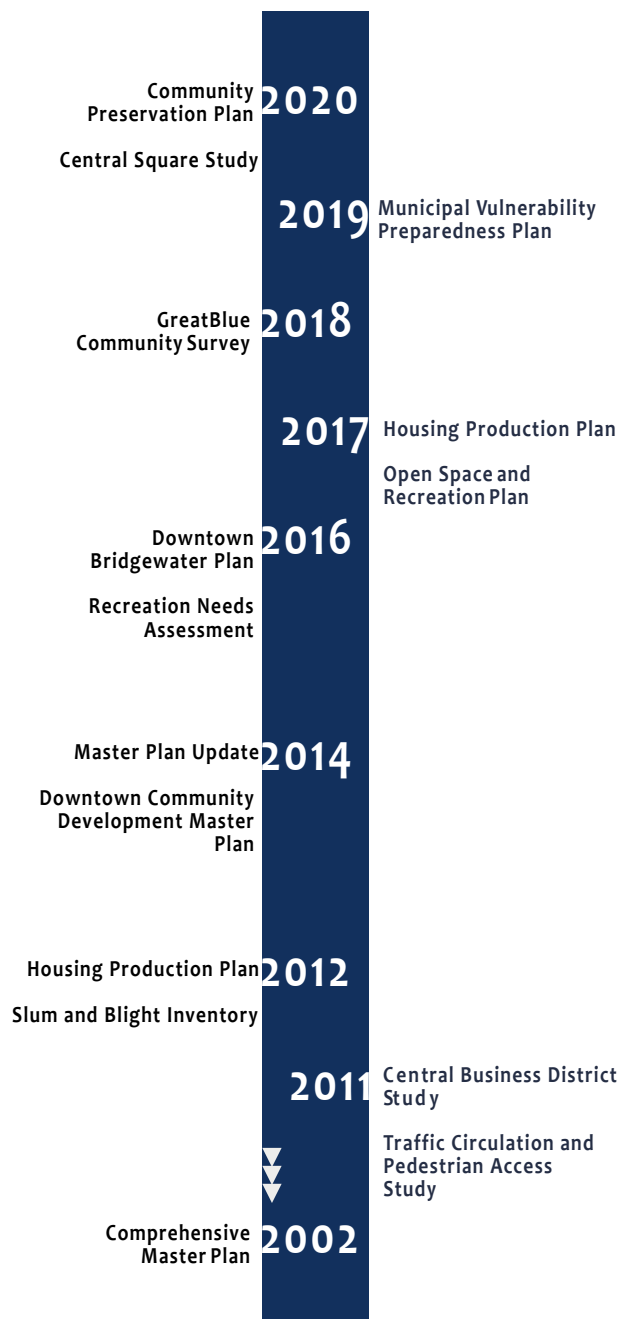 Community
Preservation Plan
2020
Central Square Study
2019
Municipal Vulnerability
Preparedness Plan
GreatBlue
Community Survey
2018
2017
Housing Production Plan
Open Space and
Recreation Plan
Downtown
Bridgewater Plan
2016
Recreation Needs
Assessment
Master Plan Update
2014
Downtown Community
Development Master
Plan
Housing Production Plan
2012
Slum and Blight Inventory
2011
Central Business District
Study
Traffic Circulation and
Pedestrian Access
Study
Comprehensive
Master Plan
2002